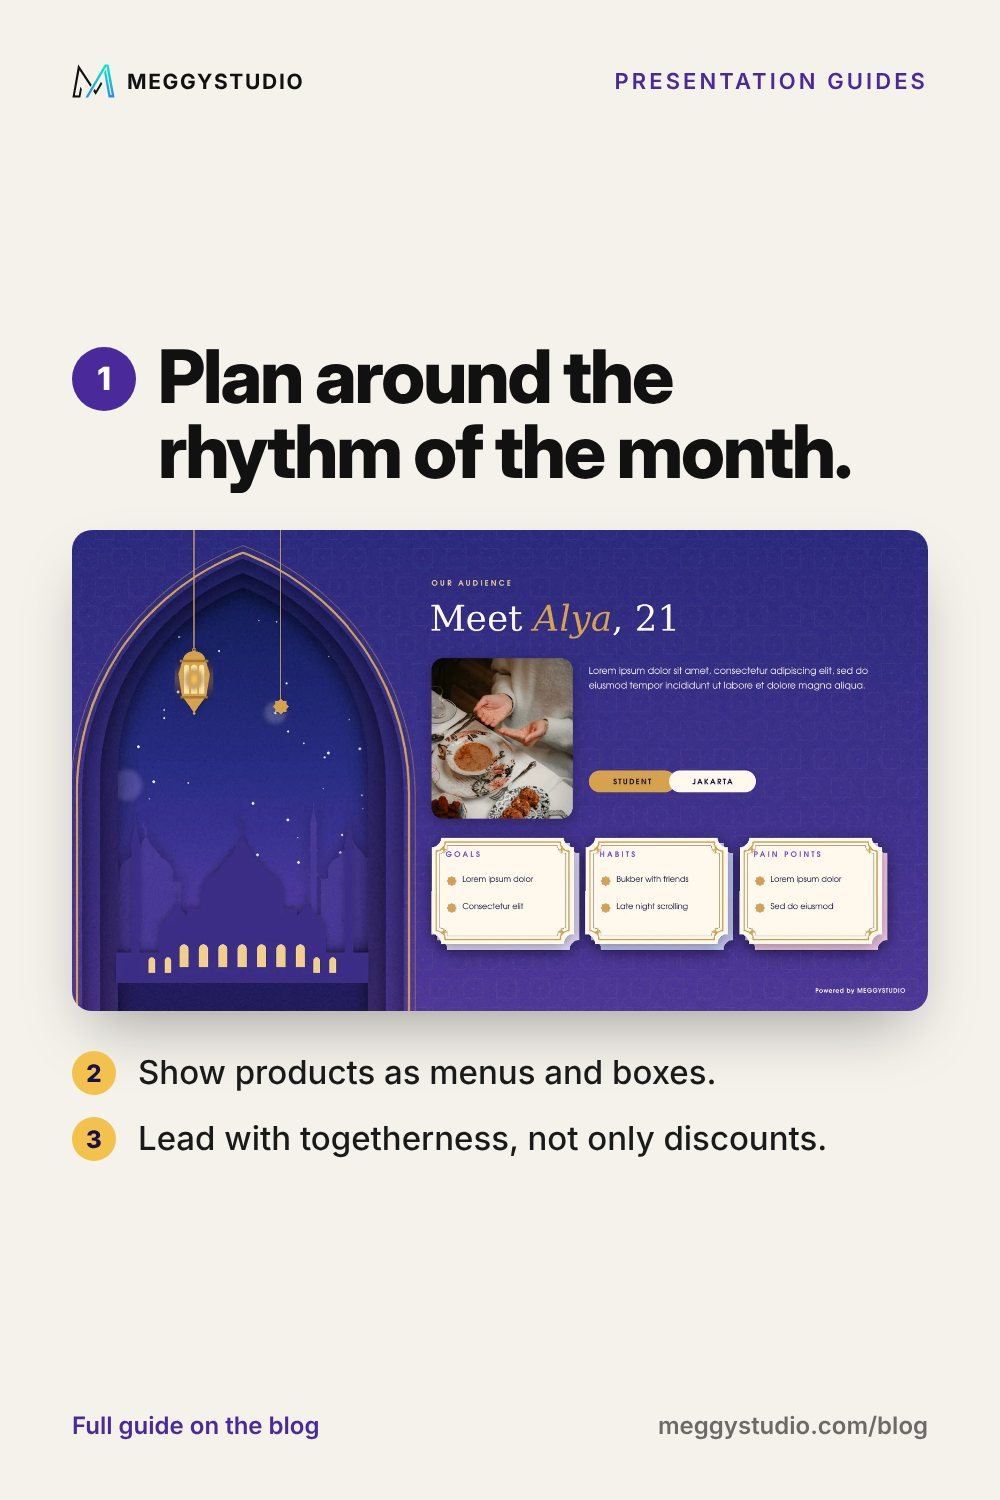 MEGGYSTUDIO
PRESENTATION GUIDES
1
Plan around the
rhythm of the month.
OUR AUDIENCE
Meet Alya, 21
Lorem ipsum dolor sit amet, consectetur adipiscing elit, sed do
eiusmod tempor incididunt ut labore et dolore magna aliqua.
STUDENT
JAKARTA
GOALS
Lorem ipsum dolor
Consectetur elit
HABITS
Bukber with friends
Late night scrolling
PAIN POINTS
Lorem ipsum dolor
Sed do eiusmod
Powered by MEGGYSTUDIO
2 Show products as menus and boxes.
3 Lead with togetherness, not only discounts.
Full guide on the blog
meggystudio.com/blog